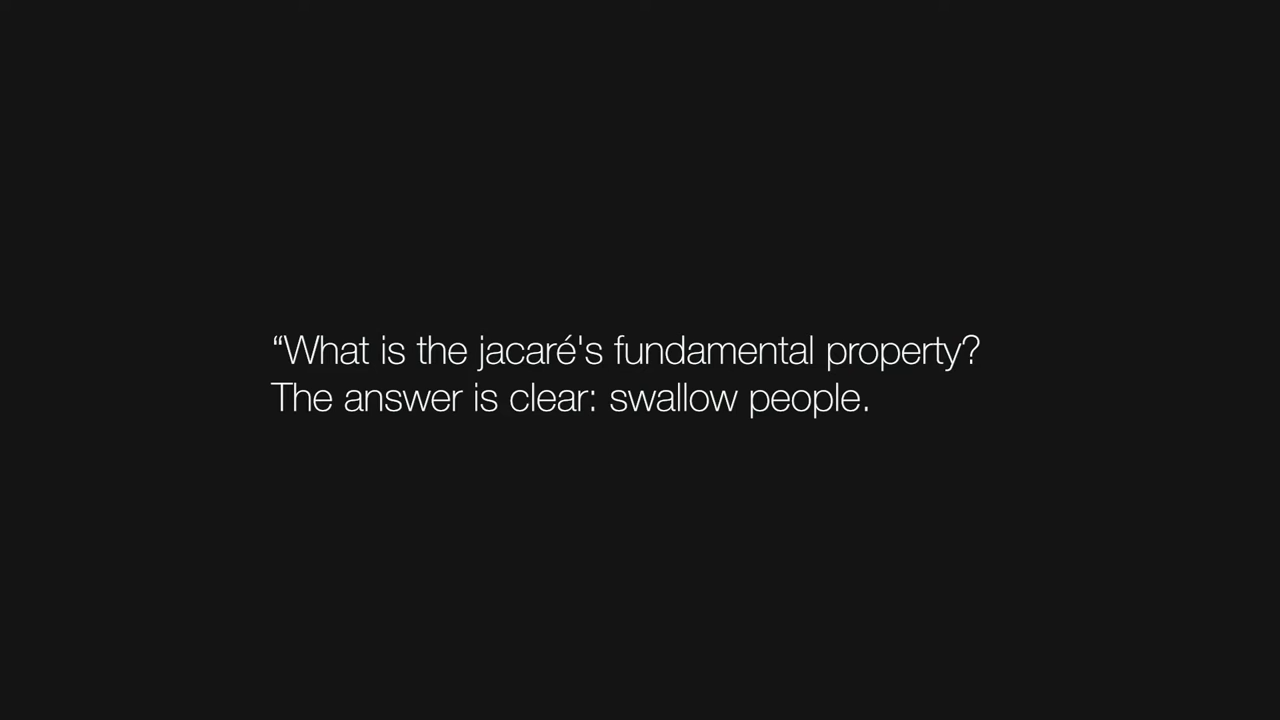 “What is the jacaré's fundamental property?
The answer is clear: swallow people.